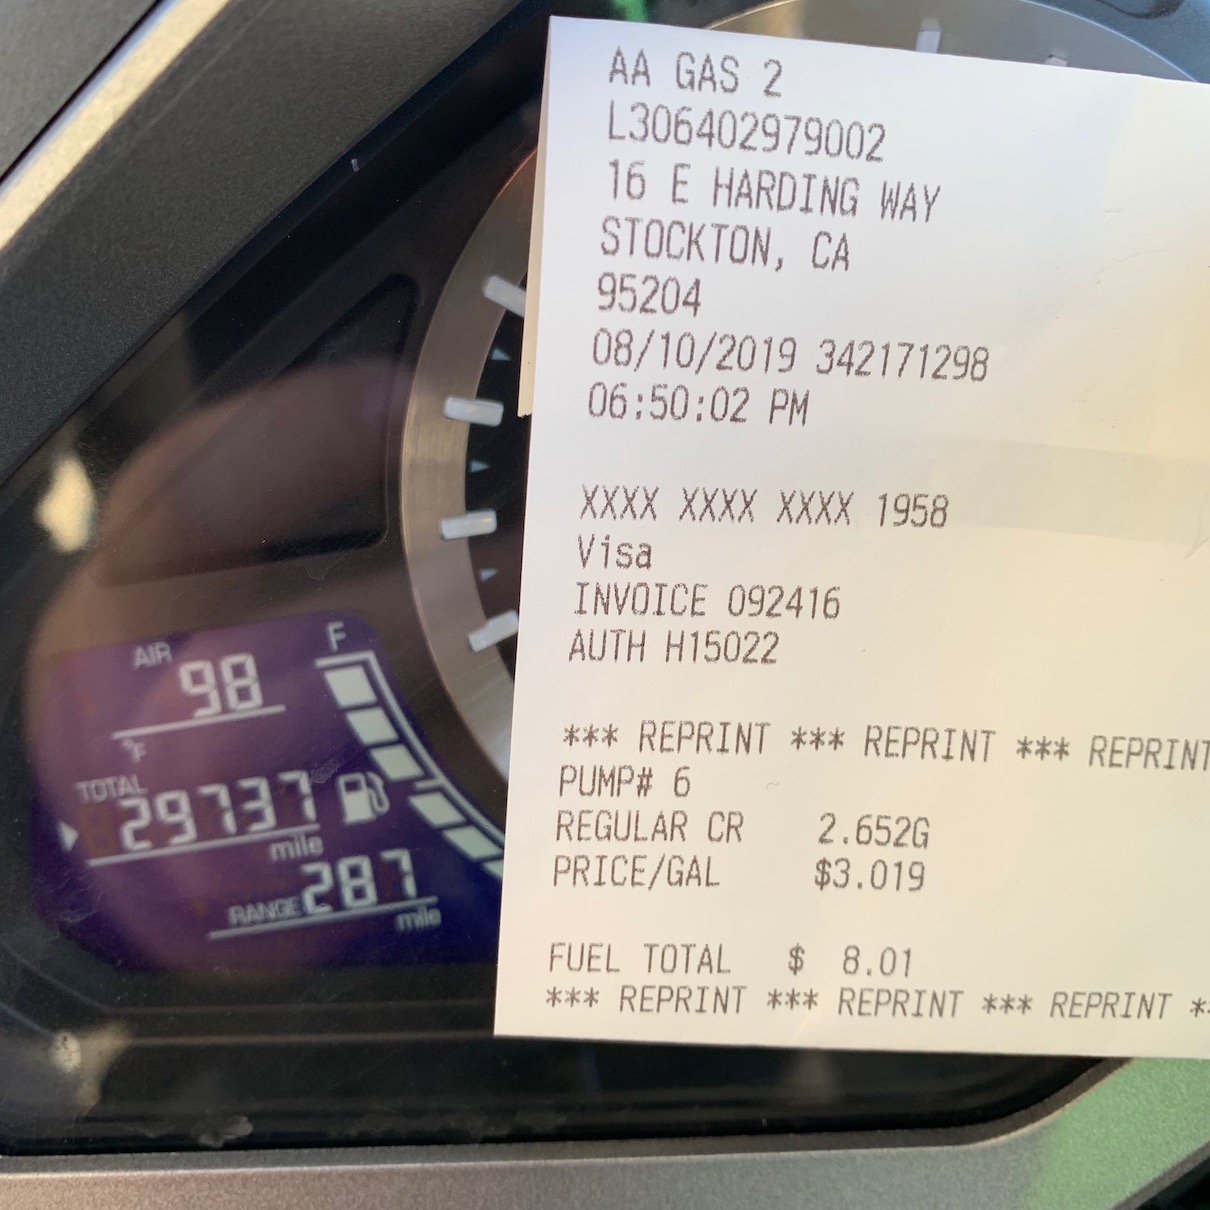 AA GAS 2
L306402979002
16 E HARDING WAY
STOCKTON, CA
95204
08/10/2019 342171298
06:50:02 PM
XXXX XXXX XXXX 1958
Visa
INVOICE 092416
AUTH H15022
*** REPRINT *** REPRINT *** REPRINT
PUMP# 6
REGULAR CR 2.652G
PRICE/GAL $3.019
FUEL TOTAL $ 8.01
*** REPRINT *** REPRINT *** REPRINT **
AIR 98
°F
F
TOTAL 29737
mile
RANGE 287
mile